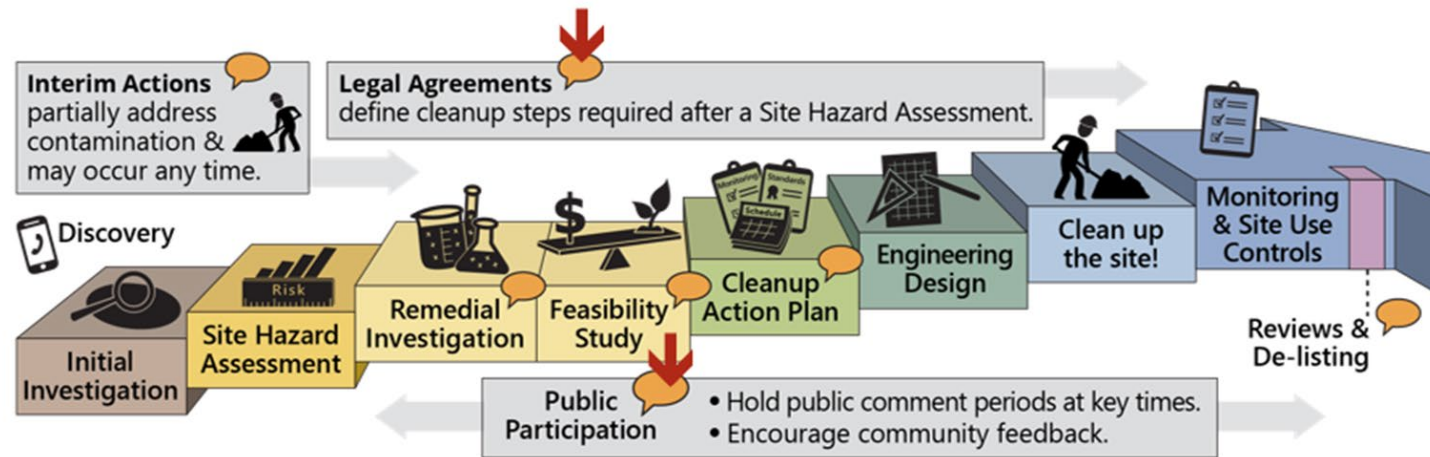 Interim Actions
partially address
contamination &
may occur any time.
Legal Agreements
define cleanup steps required after a Site Hazard Assessment.
Discovery
Initial
Investigation
Risk
Site Hazard
Assessment
Remedial
Investigation
$
Feasibility
Study
Monitoring
Standards
Schedule
Cleanup
Action Plan
Engineering
Design
Clean up
the site!
Monitoring
& Site Use
Controls
Reviews &
De-listing
Public
Participation
• Hold public comment periods at key times.
• Encourage community feedback.